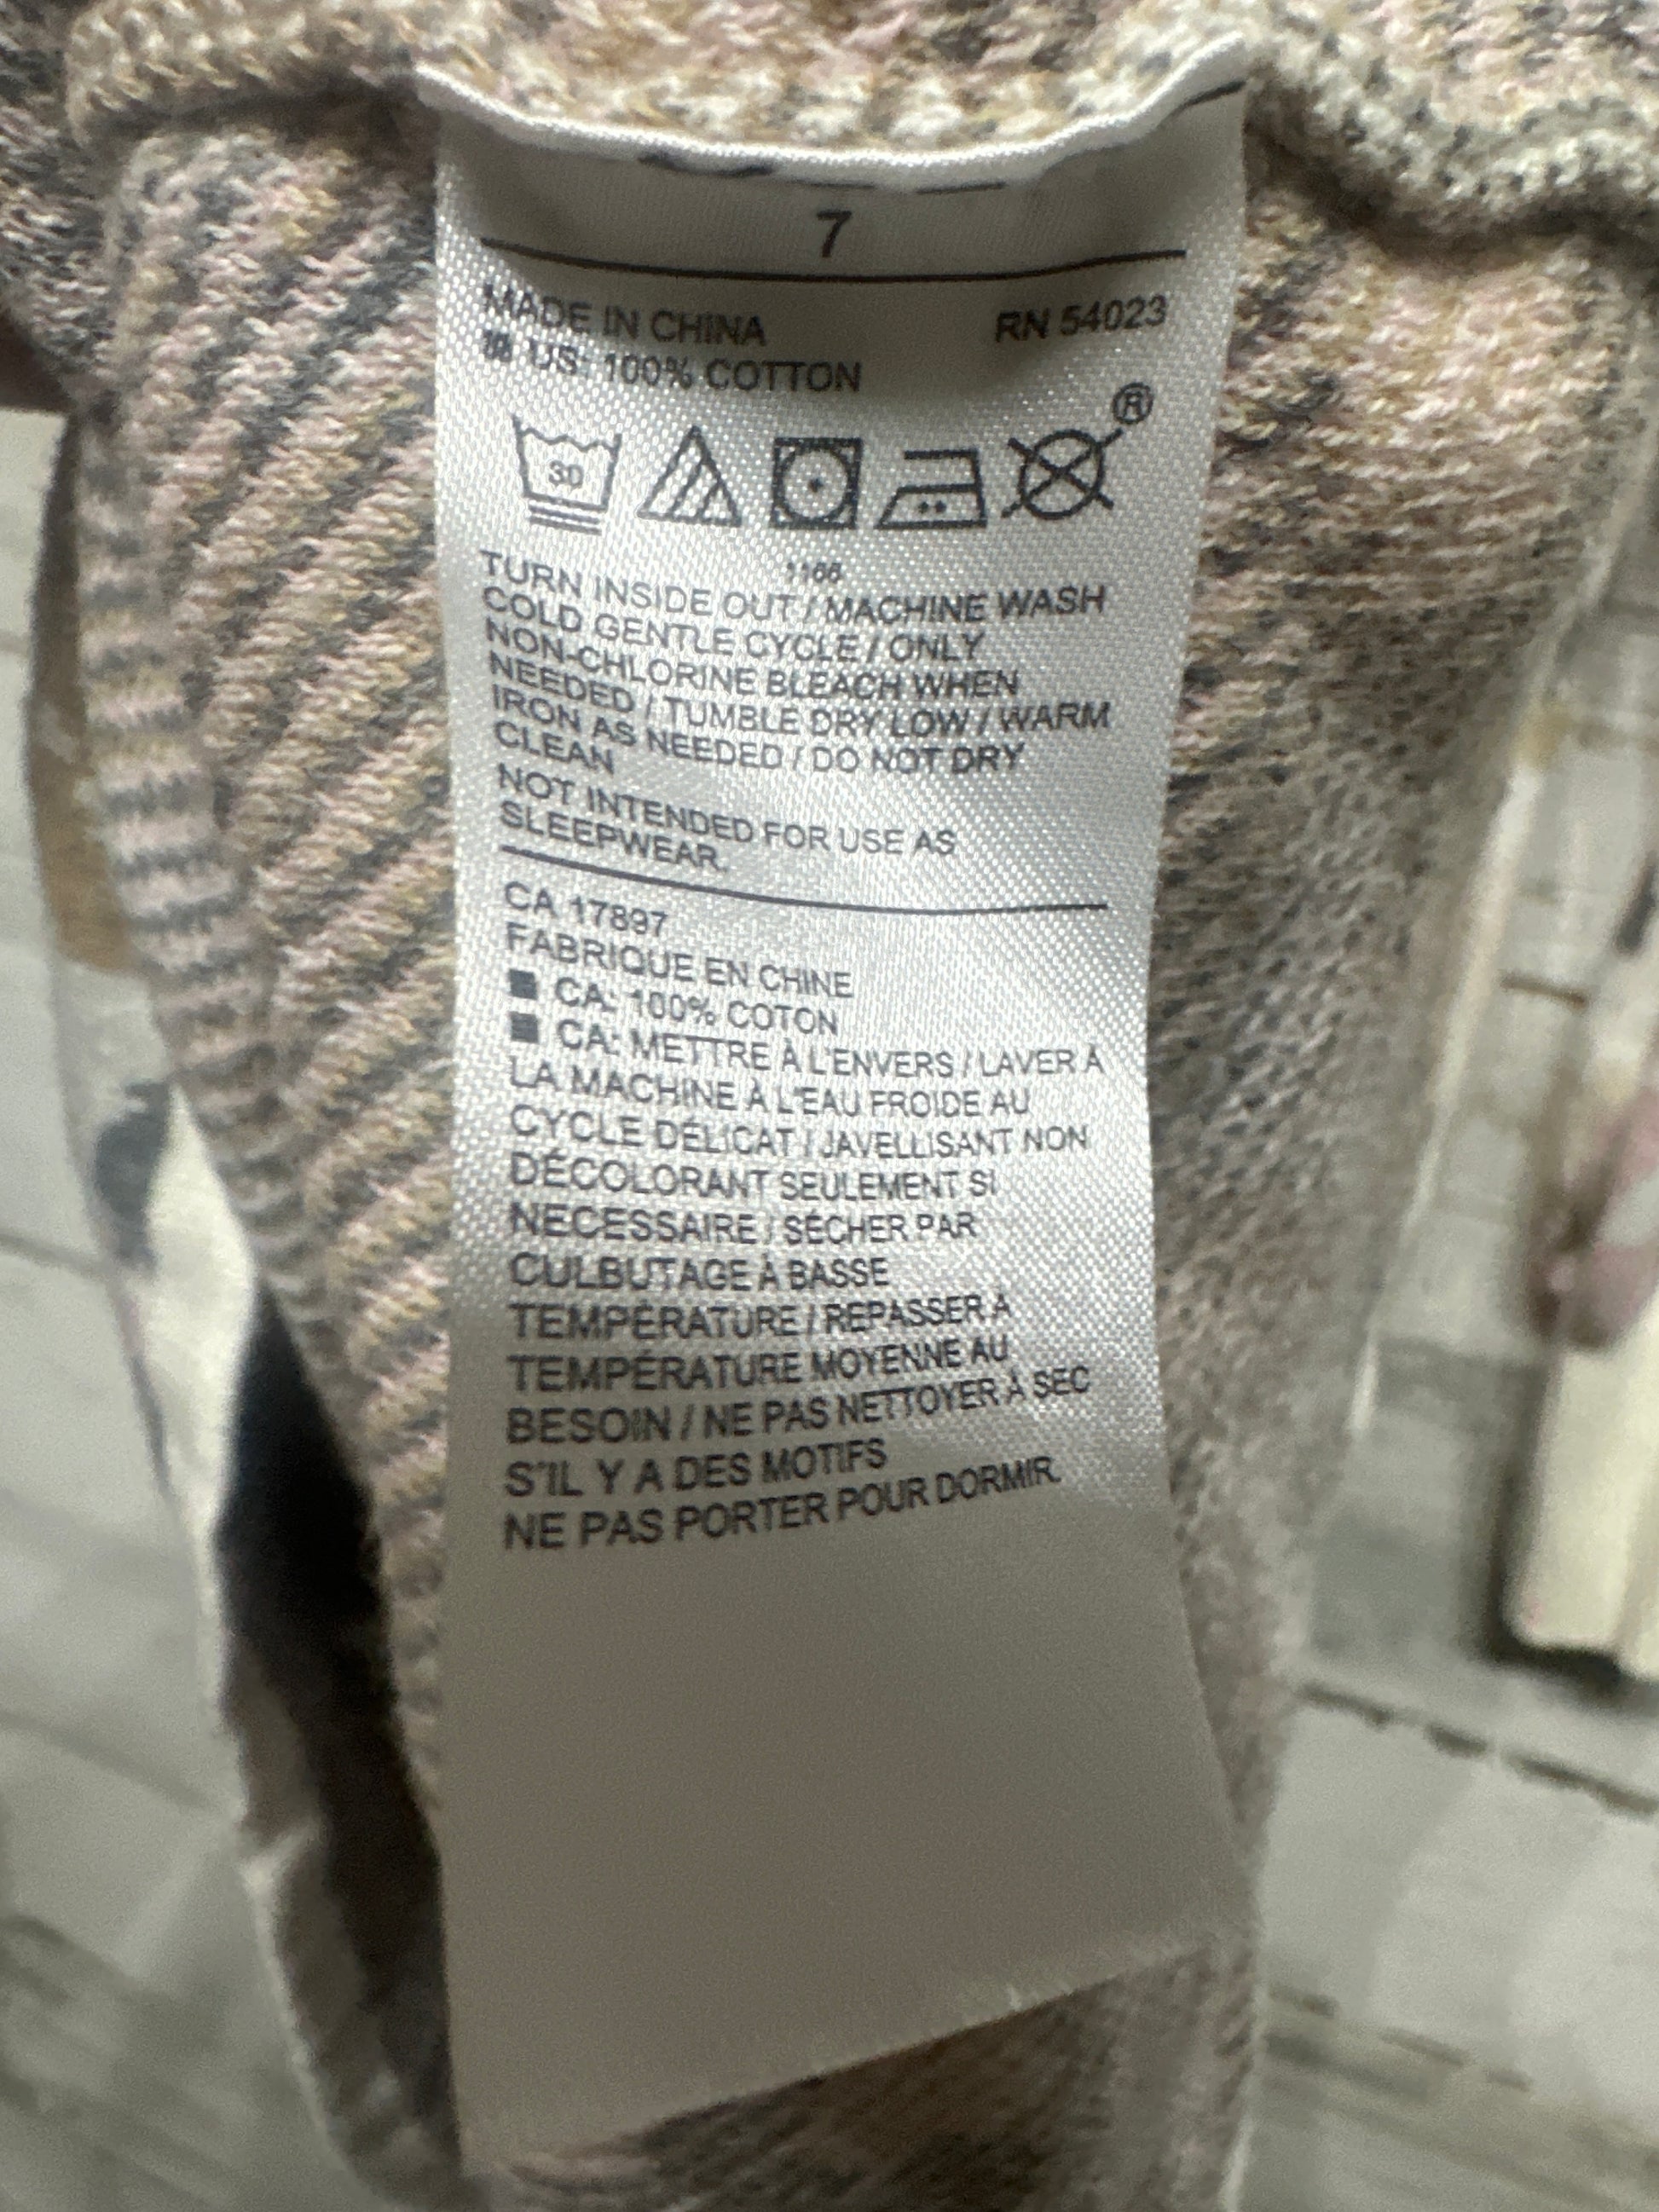 7
MADE IN CHINA RN 54023
US: 100% COTTON
30
®
1166
TURN INSIDE OUT / MACHINE WASH
COLD GENTLE CYCLE / ONLY
NON-CHLORINE BLEACH WHEN
NEEDED / TUMBLE DRY LOW / WARM
IRON AS NEEDED / DO NOT DRY
CLEAN
NOT INTENDED FOR USE AS
SLEEPWEAR.
CA 17897
FABRIQUE EN CHINE
■ CA: 100% COTON
■ CA: METTRE À L'ENVERS / LAVER À
LA MACHINE À L'EAU FROIDE AU
CYCLE DÉLICAT / JAVELLISANT NON
DÉCOLORANT SEULEMENT SI
NÉCESSAIRE / SÉCHER PAR
CULBUTAGE À BASSE
TEMPÉRATURE / REPASSER À
TEMPÉRATURE MOYENNE AU
BESOIN / NE PAS NETTOYER À SEC
S'IL Y A DES MOTIFS
NE PAS PORTER POUR DORMIR.